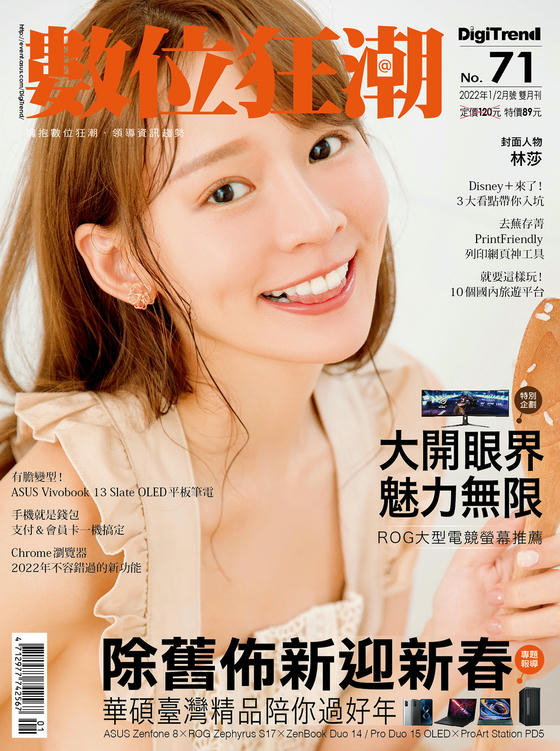 http://event.asus.com/DigiTrend/
數位狂潮
@
擁抱數位狂潮、領導資訊趨勢
DigiTrend
No. 71
2022年1/2月號 雙月刊
定價120元 特價89元
封面人物
林莎
Disney＋來了！
3大看點帶你入坑
去蕪存菁
PrintFriendly
列印網頁神工具
就要這樣玩！
10個國內旅遊平台
特別
企劃
大開眼界
魅力無限
ROG大型電競螢幕推薦
有膽變型！
ASUS Vivobook 13 Slate OLED平板筆電
手機就是錢包
支付＆會員卡一機搞定
Chrome瀏覽器
2022年不容錯過的新功能
4 712977 742567
01
除舊佈新迎新春
專題
報導
華碩臺灣精品陪你過好年
ASUS Zenfone 8×ROG Zephyrus S17×ZenBook Duo 14 / Pro Duo 15 OLED×ProArt Station PD5